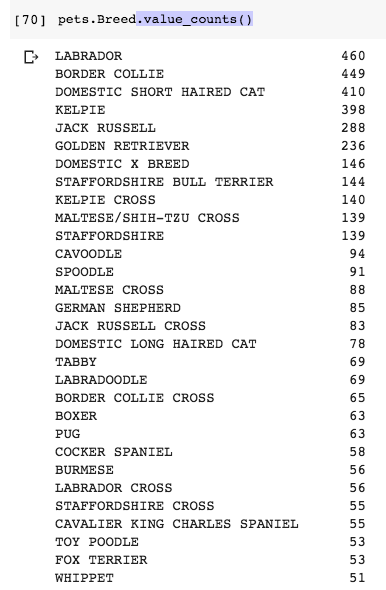 [70] pets.Breed.value_counts()
LABRADOR 460
BORDER COLLIE 449
DOMESTIC SHORT HAIRED CAT 410
KELPIE 398
JACK RUSSELL 288
GOLDEN RETRIEVER 236
DOMESTIC X BREED 146
STAFFORDSHIRE BULL TERRIER 144
KELPIE CROSS 140
MALTESE/SHIH-TZU CROSS 139
STAFFORDSHIRE 139
CAVOODLE 94
SPOODLE 91
MALTESE CROSS 88
GERMAN SHEPHERD 85
JACK RUSSELL CROSS 83
DOMESTIC LONG HAIRED CAT 78
TABBY 69
LABRADOODLE 69
BORDER COLLIE CROSS 65
BOXER 63
PUG 63
COCKER SPANIEL 58
BURMESE 56
LABRADOR CROSS 56
STAFFORDSHIRE CROSS 55
CAVALIER KING CHARLES SPANIEL 55
TOY POODLE 53
FOX TERRIER 53
WHIPPET 51